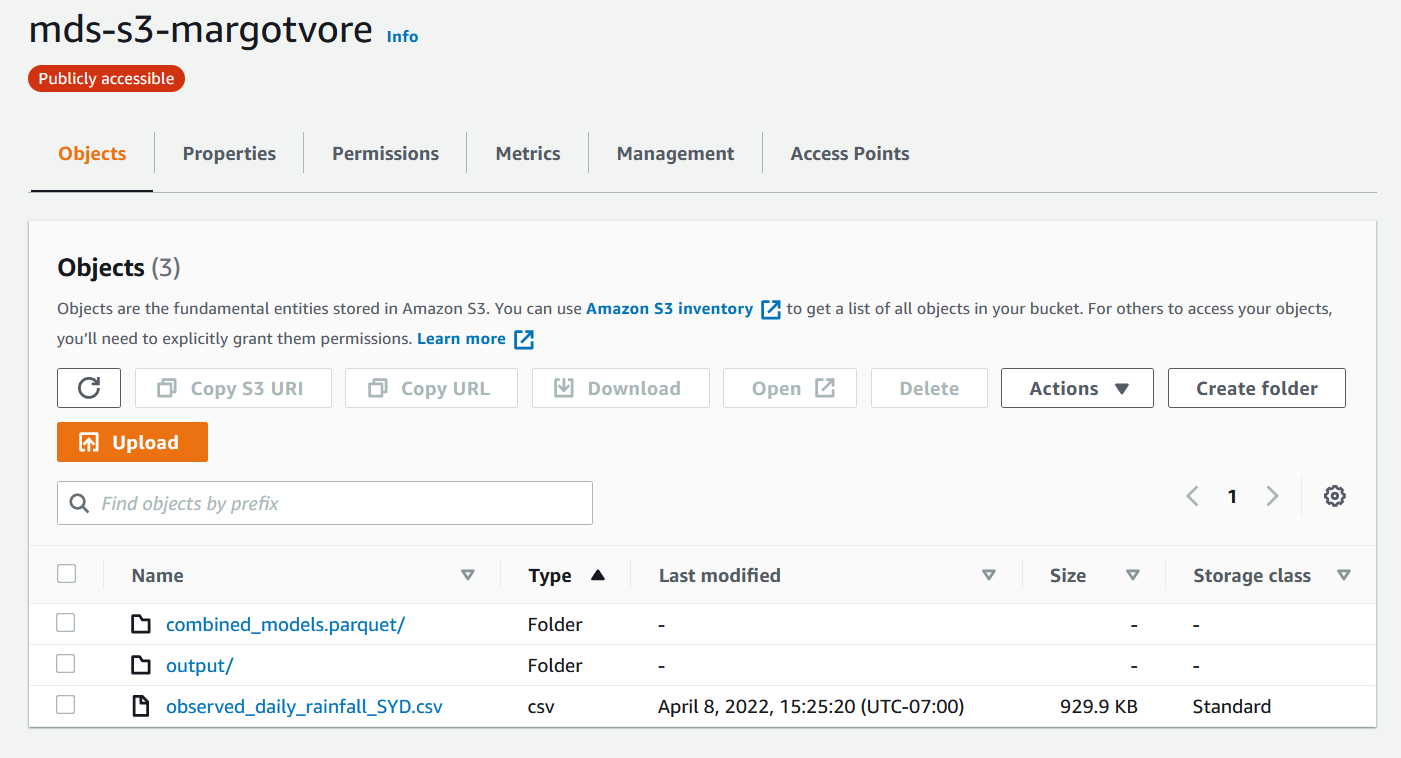 mds-s3-margotvore Info
Publicly accessible
Objects Properties Permissions Metrics Management Access Points
Objects (3)
Objects are the fundamental entities stored in Amazon S3. You can use Amazon S3 inventory to get a list of all objects in your bucket. For others to access your objects,
you’ll need to explicitly grant them permissions. Learn more
Copy S3 URI Copy URL Download Open Delete Actions Create folder
Upload
Find objects by prefix 1
Name Type Last modified Size Storage class
combined_models.parquet/ Folder - - -
output/ Folder - - -
observed_daily_rainfall_SYD.csv csv April 8, 2022, 15:25:20 (UTC-07:00) 929.9 KB Standard